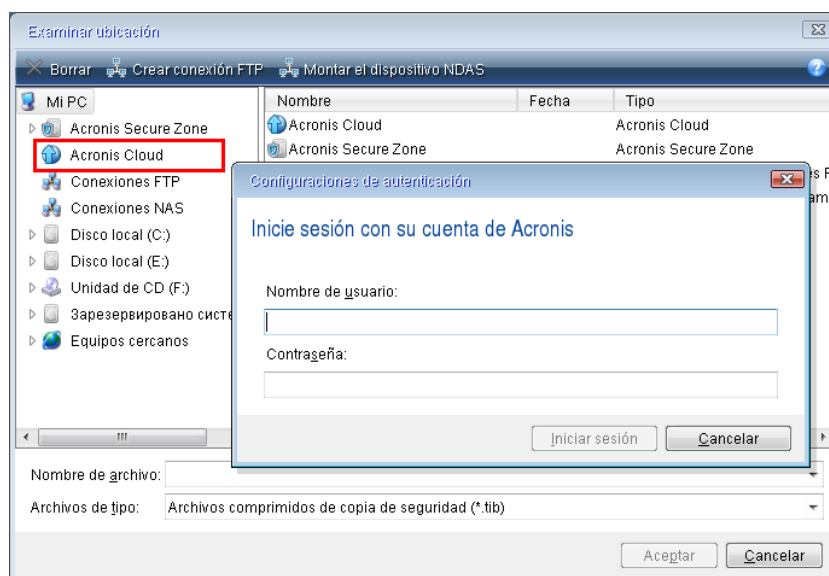 Examinar ubicación
Borrar Crear conexión FTP Montar el dispositivo NDAS
Mi PC
Acronis Secure Zone
Acronis Cloud
Conexiones FTP
Conexiones NAS
Disco local (C:)
Disco local (E:)
Unidad de CD (F:)
Зарезервировано систе
Equipos cercanos
Nombre Fecha Tipo
Acronis Cloud Acronis Cloud
Acronis Secure Zone Acronis Secure Zone
Configuraciones de autenticación
Inicie sesión con su cuenta de Acronis
Nombre de usuario:
Contraseña:
Iniciar sesión Cancelar
Nombre de archivo:
Archivos de tipo: Archivos comprimidos de copia de seguridad (*.tib)
Aceptar Cancelar